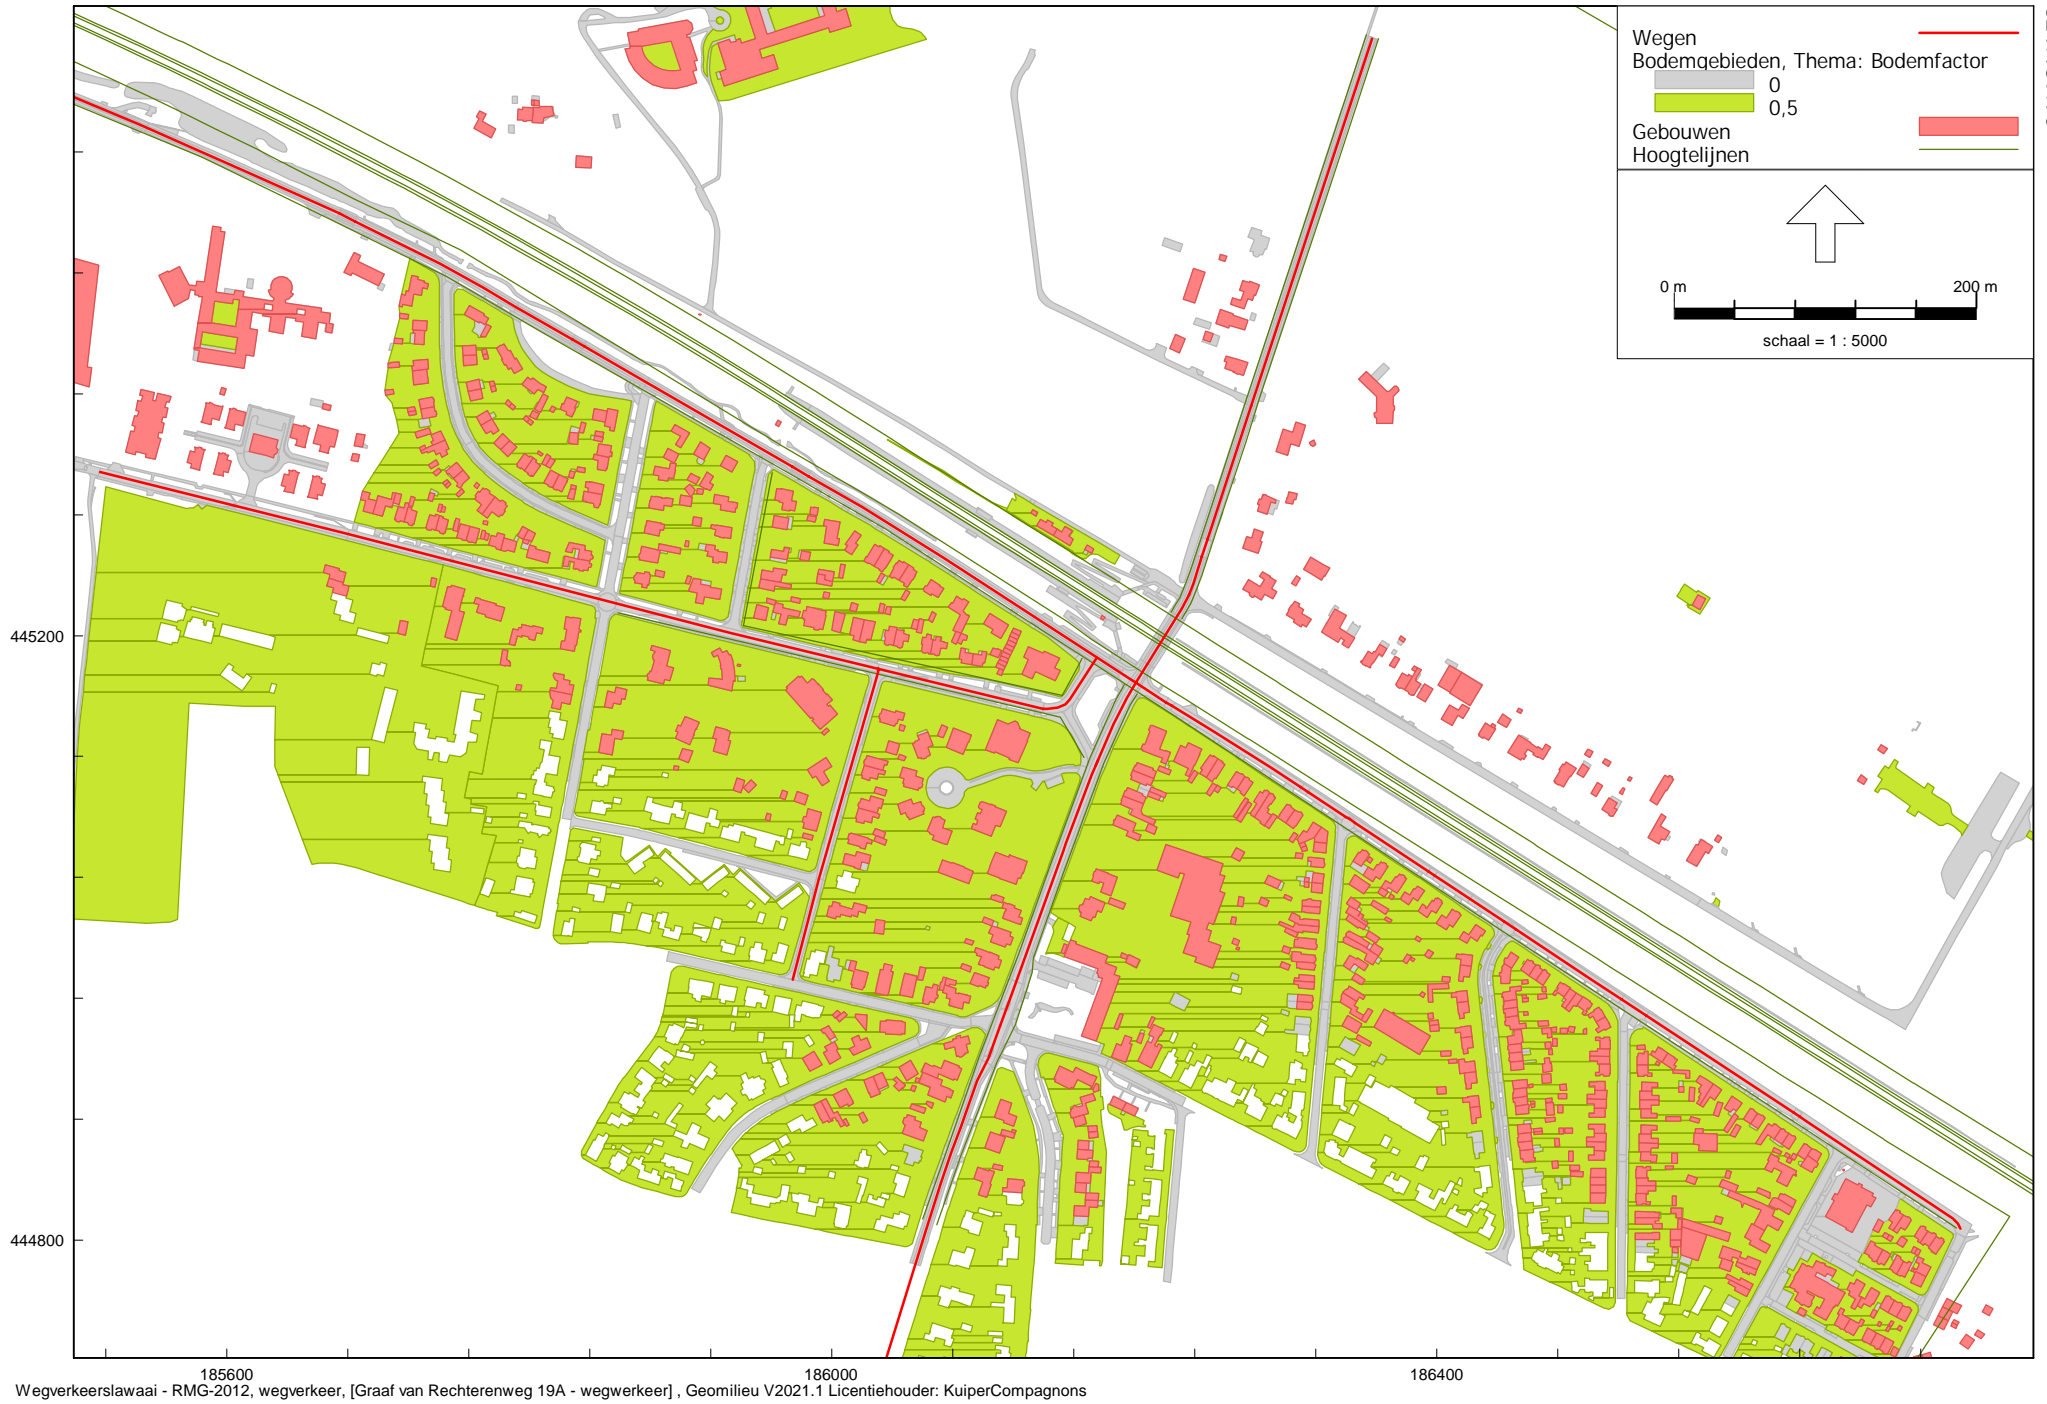 Wegen
Bodemgebieden, Thema: Bodemfactor
0
0,5
Gebouwen
Hoogtelijnen
0 m 200 m
schaal = 1 : 5000
445200
444800
185600 186000 186400
Wegverkeerslawaai - RMG-2012, wegverkeer, [Graaf van Rechterenweg 19A - wegwerkeer] , Geomilieu V2021.1 Licentiehouder: KuiperCompagnons